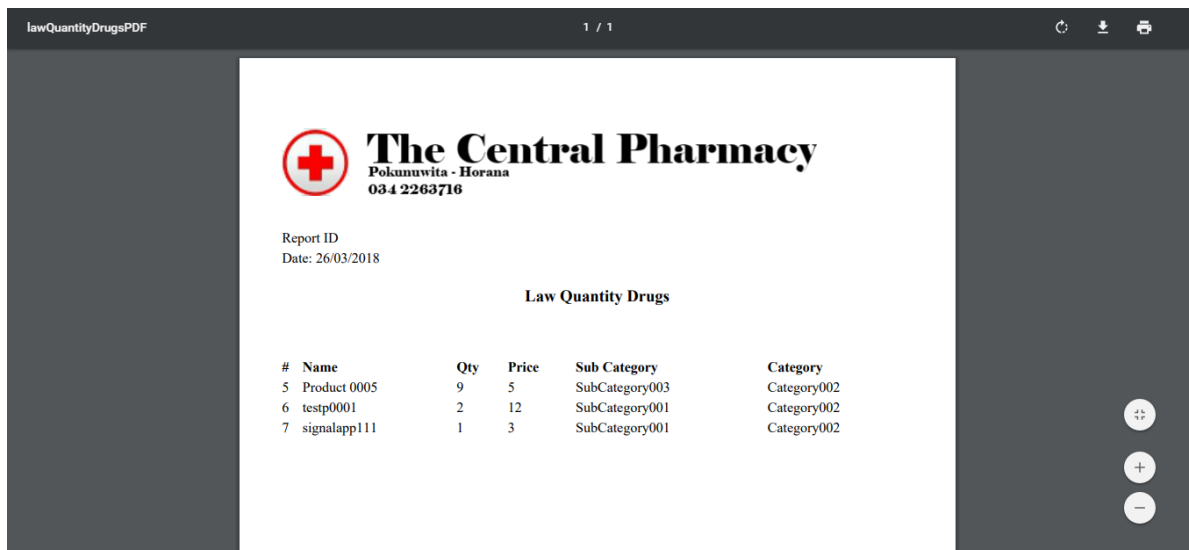 lawQuantityDrugsPDF 1 / 1
The Central Pharmacy
Pokunuwita - Horana
034 2263716
Report ID
Date: 26/03/2018
Law Quantity Drugs
# Name Qty Price Sub Category Category
5 Product 0005 9 5 SubCategory003 Category002
6 testp0001 2 12 SubCategory001 Category002
7 signalapp111 1 3 SubCategory001 Category002